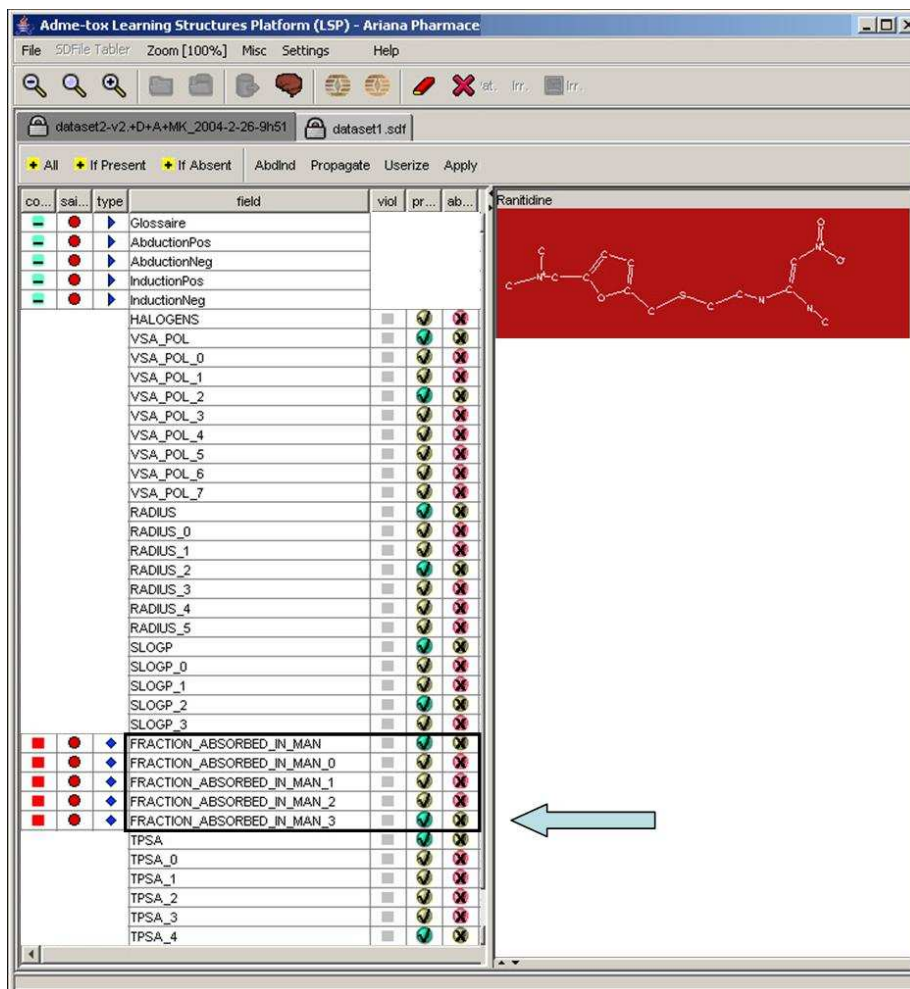 Adme-tox Learning Structures Platform (LSP) - Ariana Pharmace
File SDFile Tabler Zoom [100%] Misc Settings Help
Irr. Irr.
dataset2-v2.+D+A+MK_2004-2-26-9h51 dataset1.sdf
All If Present If Absent AbdInd Propagate Userize Apply
co... sai... type field viol pr... ab... Ranitidine
Glossaire
AbductionPos
AbductionNeg
InductionPos
InductionNeg
HALOGENS
VSA_POL
VSA_POL_0
VSA_POL_1
VSA_POL_2
VSA_POL_3
VSA_POL_4
VSA_POL_5
VSA_POL_6
VSA_POL_7
RADIUS
RADIUS_0
RADIUS_1
RADIUS_2
RADIUS_3
RADIUS_4
RADIUS_5
SLOGP
SLOGP_0
SLOGP_1
SLOGP_2
SLOGP_3
FRACTION_ABSORBED_IN_MAN
FRACTION_ABSORBED_IN_MAN_0
FRACTION_ABSORBED_IN_MAN_1
FRACTION_ABSORBED_IN_MAN_2
FRACTION_ABSORBED_IN_MAN_3
TPSA
TPSA_0
TPSA_1
TPSA_2
TPSA_3
TPSA_4